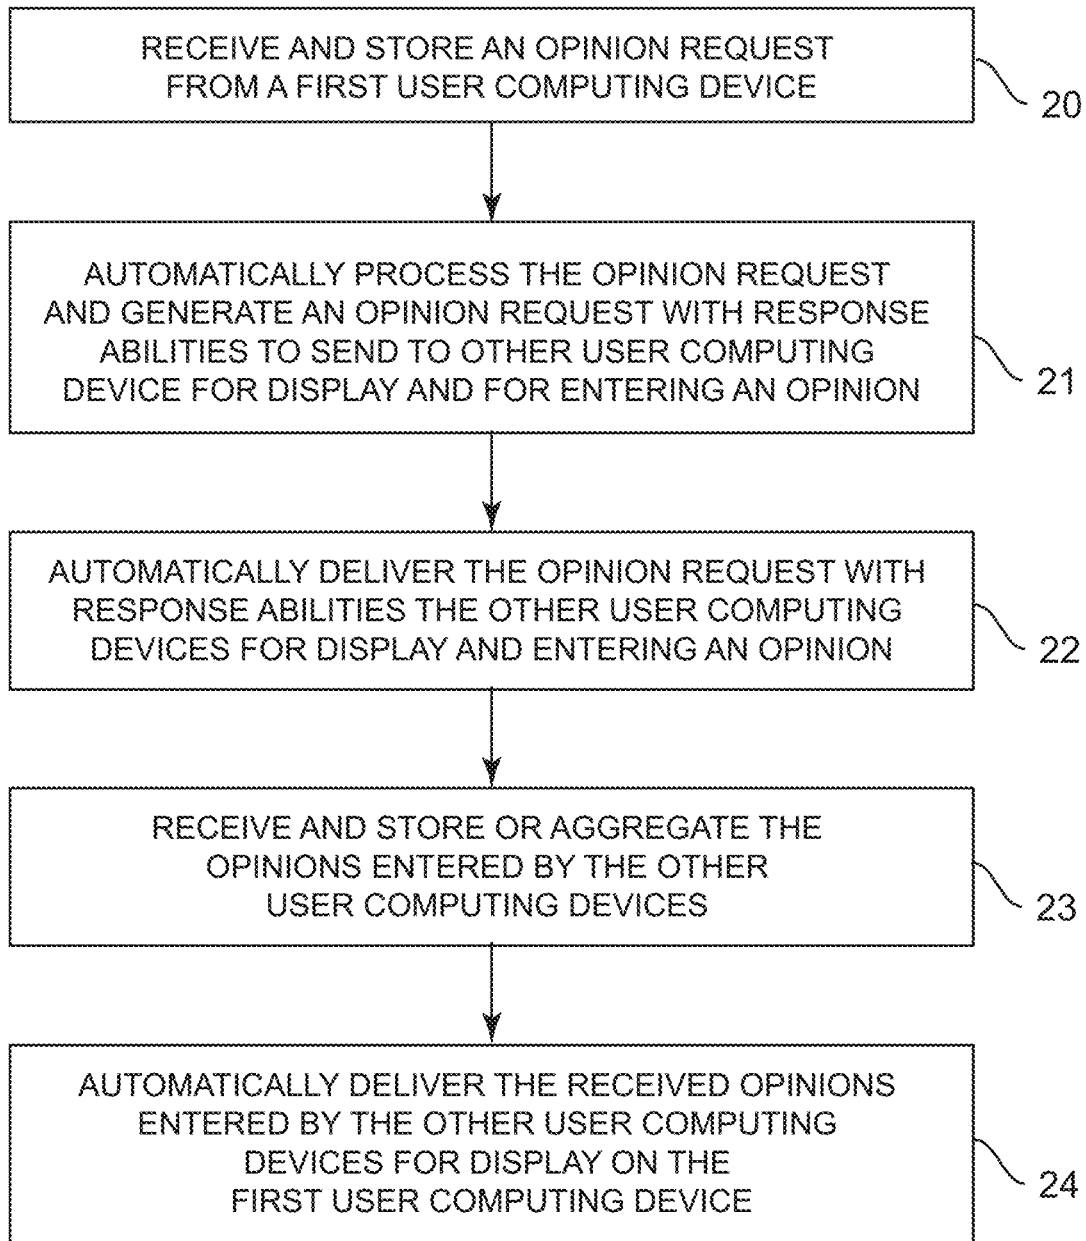 RECEIVE AND STORE AN OPINION REQUEST
FROM A FIRST USER COMPUTING DEVICE
20
AUTOMATICALLY PROCESS THE OPINION REQUEST
AND GENERATE AN OPINION REQUEST WITH RESPONSE
ABILITIES TO SEND TO OTHER USER COMPUTING
DEVICE FOR DISPLAY AND FOR ENTERING AN OPINION
21
AUTOMATICALLY DELIVER THE OPINION REQUEST WITH
RESPONSE ABILITIES THE OTHER USER COMPUTING
DEVICES FOR DISPLAY AND ENTERING AN OPINION
22
RECEIVE AND STORE OR AGGREGATE THE
OPINIONS ENTERED BY THE OTHER
USER COMPUTING DEVICES
23
AUTOMATICALLY DELIVER THE RECEIVED OPINIONS
ENTERED BY THE OTHER USER COMPUTING
DEVICES FOR DISPLAY ON THE
FIRST USER COMPUTING DEVICE
24